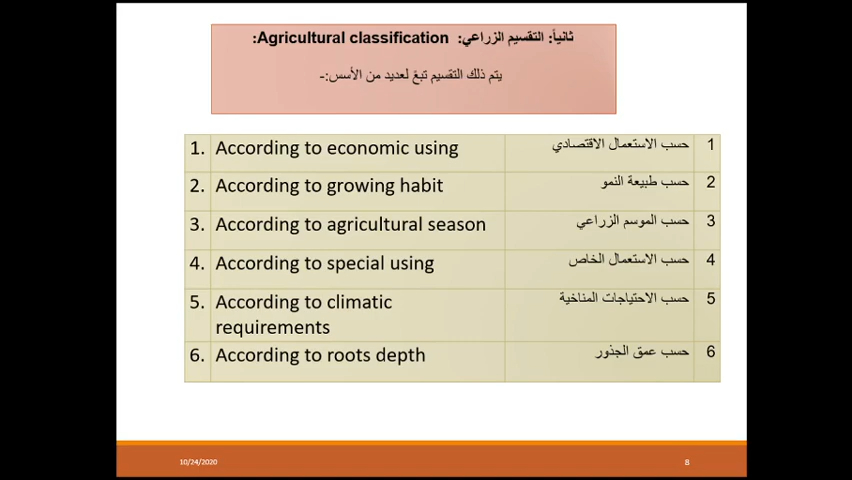 ثانياً: التقسيم الزراعي: Agricultural classification:
يتم ذلك التقسيم تبعً لعديد من الأسس:-
1. According to economic using حسب الاستعمال الاقتصادي 1
2. According to growing habit حسب طبيعة النمو 2
3. According to agricultural season حسب الموسم الزراعي 3
4. According to special using حسب الاستعمال الخاص 4
5. According to climatic حسب الاحتياجات المناخية 5
requirements
6. According to roots depth حسب عمق الجذور 6
10/24/2020 8